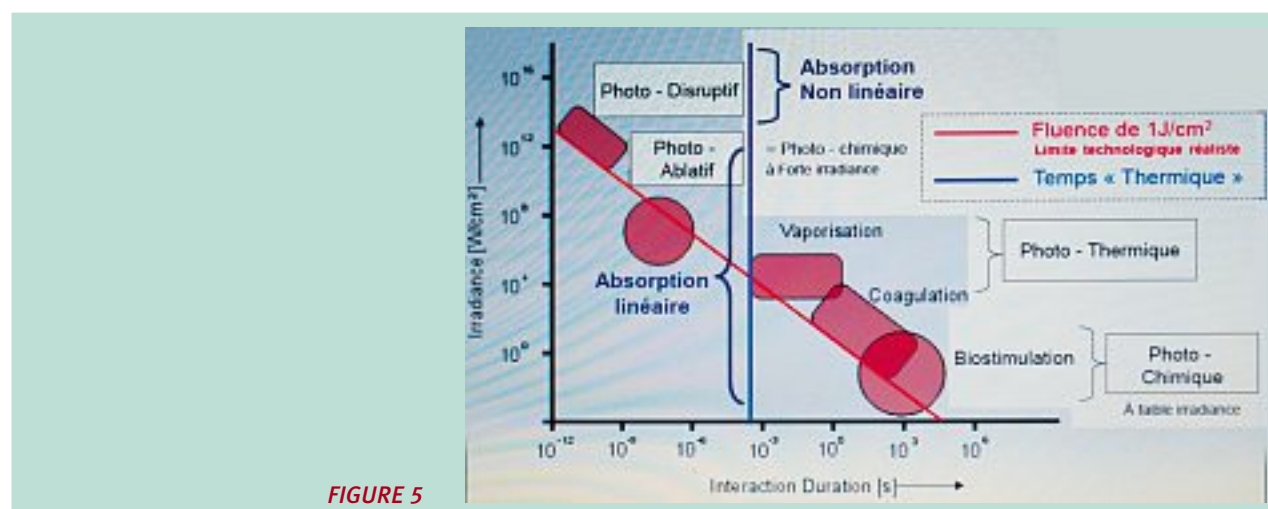 10¹⁶
10¹²
10⁸
10⁴
10⁰
Irradiance [W/cm²]
Photo - Disruptif
Absorption
Non linéaire
Photo -
Ablatif
= Photo - chimique
à Forte irradiance
Fluence de 1J/cm²
Limite technologique réaliste
Temps « Thermique »
Vaporisation
Photo - Thermique
Absorption
linéaire
Coagulation
Biostimulation
Photo -
Chimique
À faible irradiance
10⁻¹² 10⁻⁹ 10⁻⁶ 10⁻³ 10⁰ 10³ 10⁶
Interaction Duration [s]
FIGURE 5